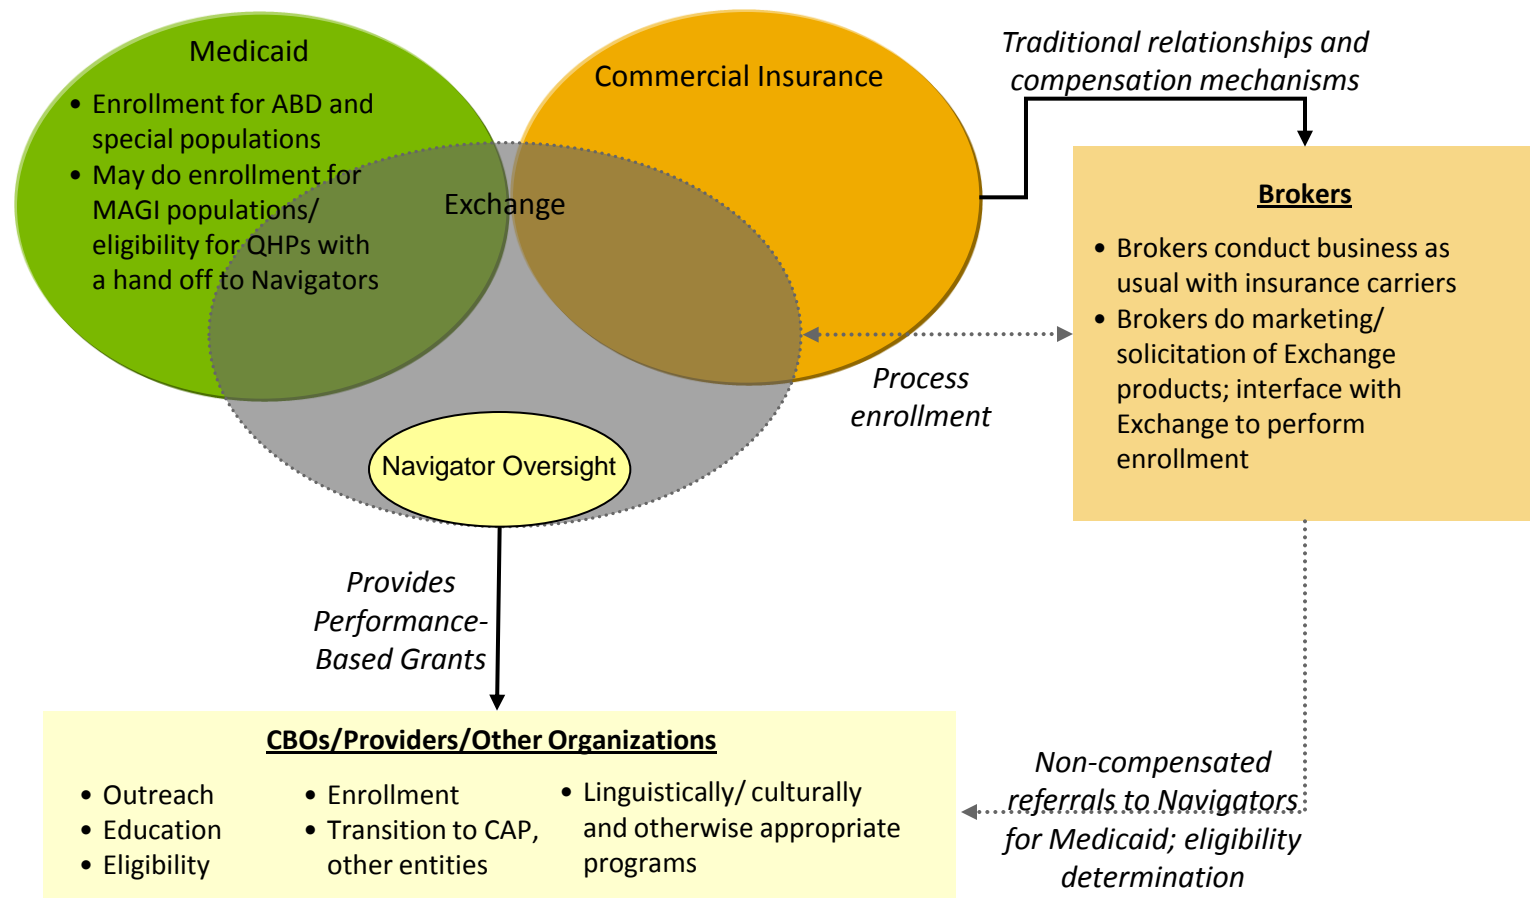 Medicaid
• Enrollment for ABD and
special populations
• May do enrollment for
MAGI populations/
eligibility for QHPs with
a hand off to Navigators
Commercial Insurance
Exchange
Navigator Oversight
Traditional relationships and
compensation mechanisms
Brokers
• Brokers conduct business as
usual with insurance carriers
• Brokers do marketing/
solicitation of Exchange
products; interface with
Exchange to perform
enrollment
Process
enrollment
Provides
Performance-
Based Grants
CBOs/Providers/Other Organizations
• Outreach
• Education
• Eligibility
• Enrollment
• Transition to CAP,
other entities
• Linguistically/ culturally
and otherwise appropriate
programs
Non-compensated
referrals to Navigators
for Medicaid; eligibility
determination